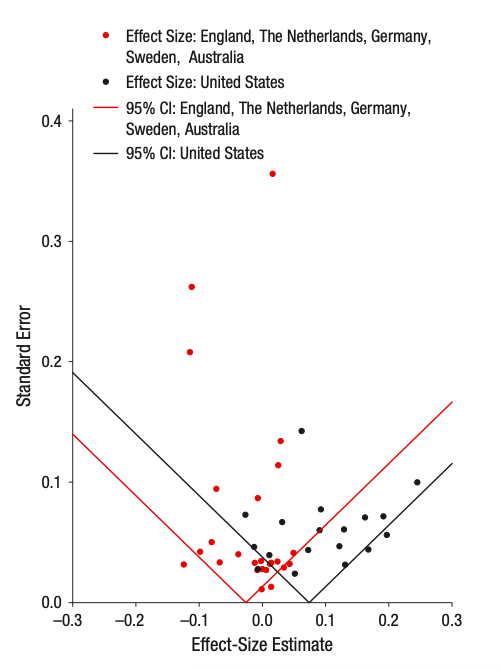 Effect Size: England, The Netherlands, Germany,
Sweden, Australia
Effect Size: United States
95% CI: England, The Netherlands, Germany,
Sweden, Australia
95% CI: United States
0.4
0.3
0.2
0.1
0.0
Standard Error
–0.3
–0.2
–0.1
0.0
0.1
0.2
0.3
Effect-Size Estimate